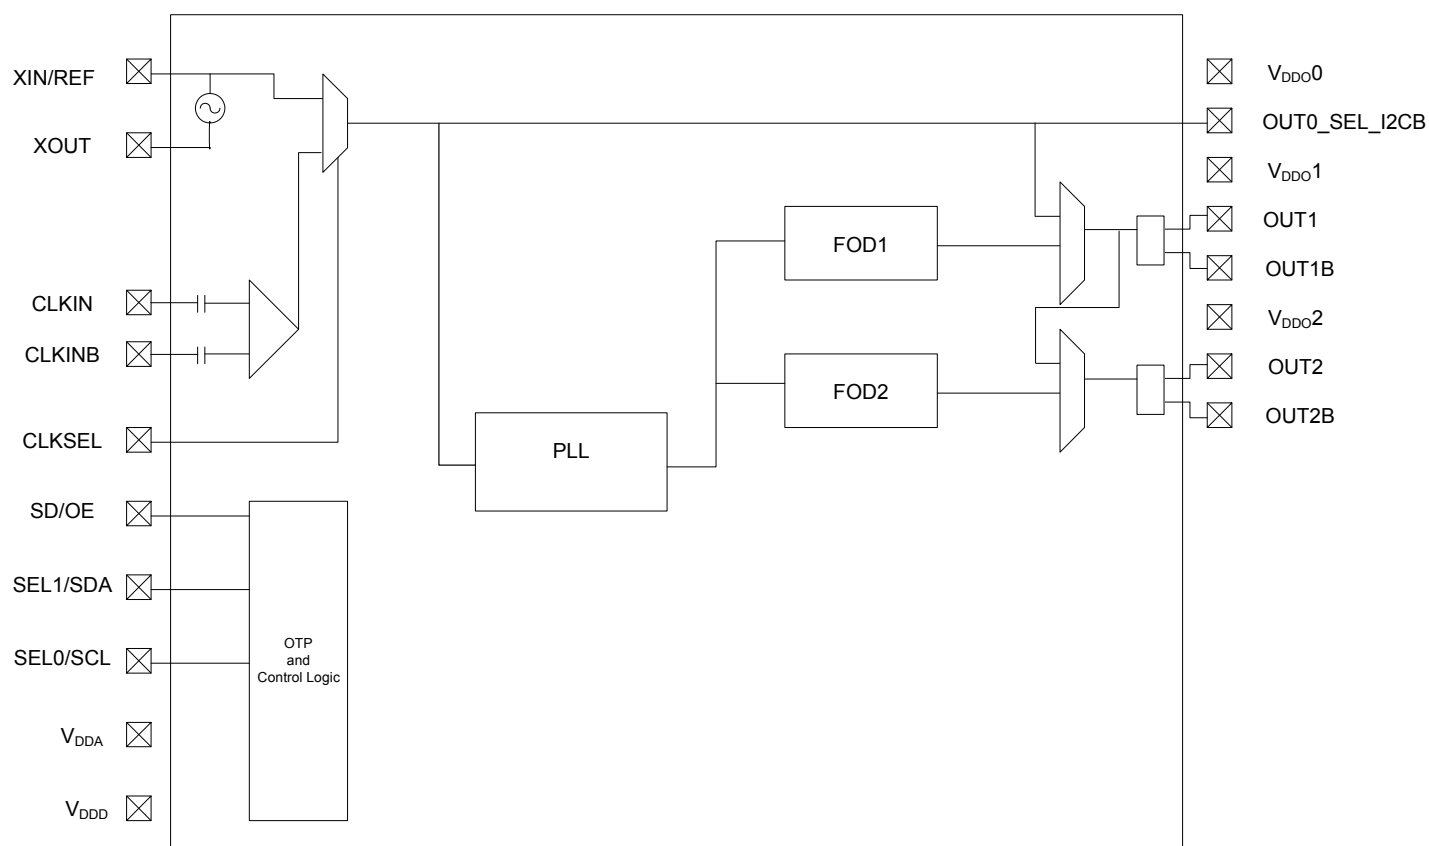 XIN/REF
XOUT
CLKIN
CLKINB
CLKSEL
SD/OE
SEL1/SDA
SEL0/SCL
VDDA
VDDD
OTP
and
Control Logic
PLL
FOD1
FOD2
VDDO0
OUT0_SEL_I2CB
VDDO1
OUT1
OUT1B
VDDO2
OUT2
OUT2B